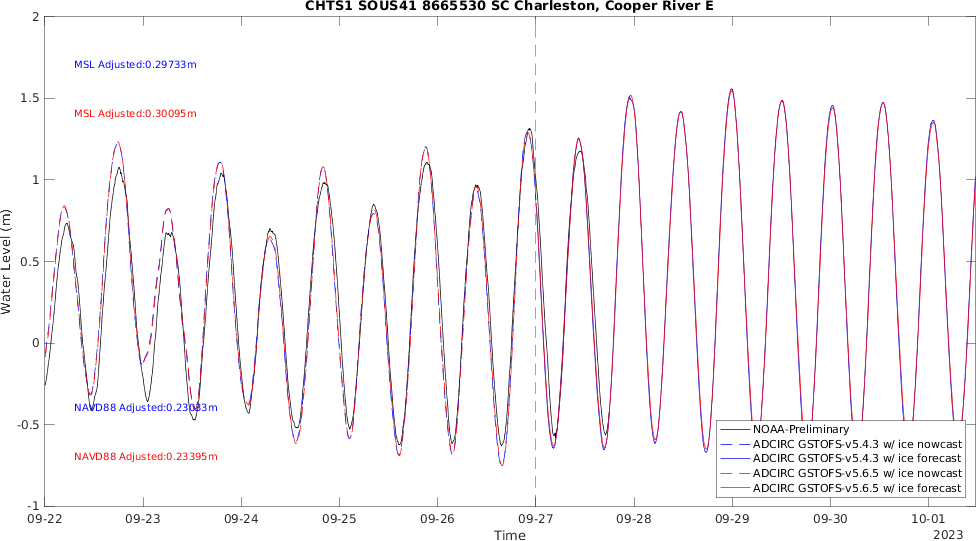 CHTS1 SOUS41 8665530 SC Charleston, Cooper River E
2
1.5
1
0.5
0
-0.5
-1
Water Level (m)
MSL Adjusted:0.29733m
MSL Adjusted:0.30095m
NAVD88 Adjusted:0.23033m
NAVD88 Adjusted:0.23395m
NOAA-Preliminary
ADCIRC GSTOFS-v5.4.3 w/ ice nowcast
ADCIRC GSTOFS-v5.4.3 w/ ice forecast
ADCIRC GSTOFS-v5.6.5 w/ ice nowcast
ADCIRC GSTOFS-v5.6.5 w/ ice forecast
09-22 09-23 09-24 09-25 09-26 09-27 09-28 09-29 09-30 10-01
Time
2023